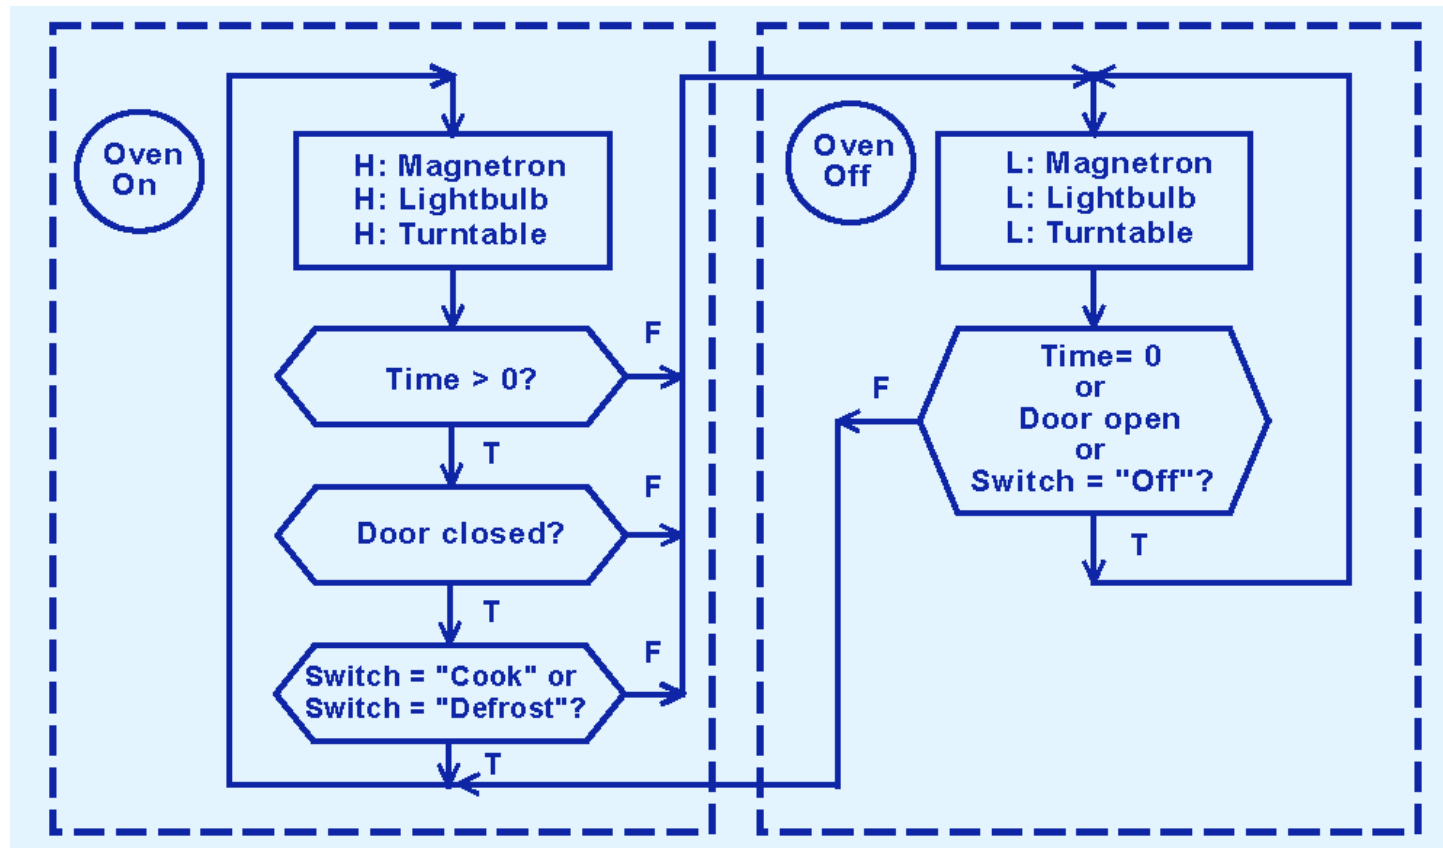 Oven
On
H: Magnetron
H: Lightbulb
H: Turntable
Time > 0?
F
T
Door closed?
F
T
Switch = "Cook" or
Switch = "Defrost"?
F
T
Oven
Off
L: Magnetron
L: Lightbulb
L: Turntable
Time= 0
or
Door open
or
Switch = "Off"?
F
T